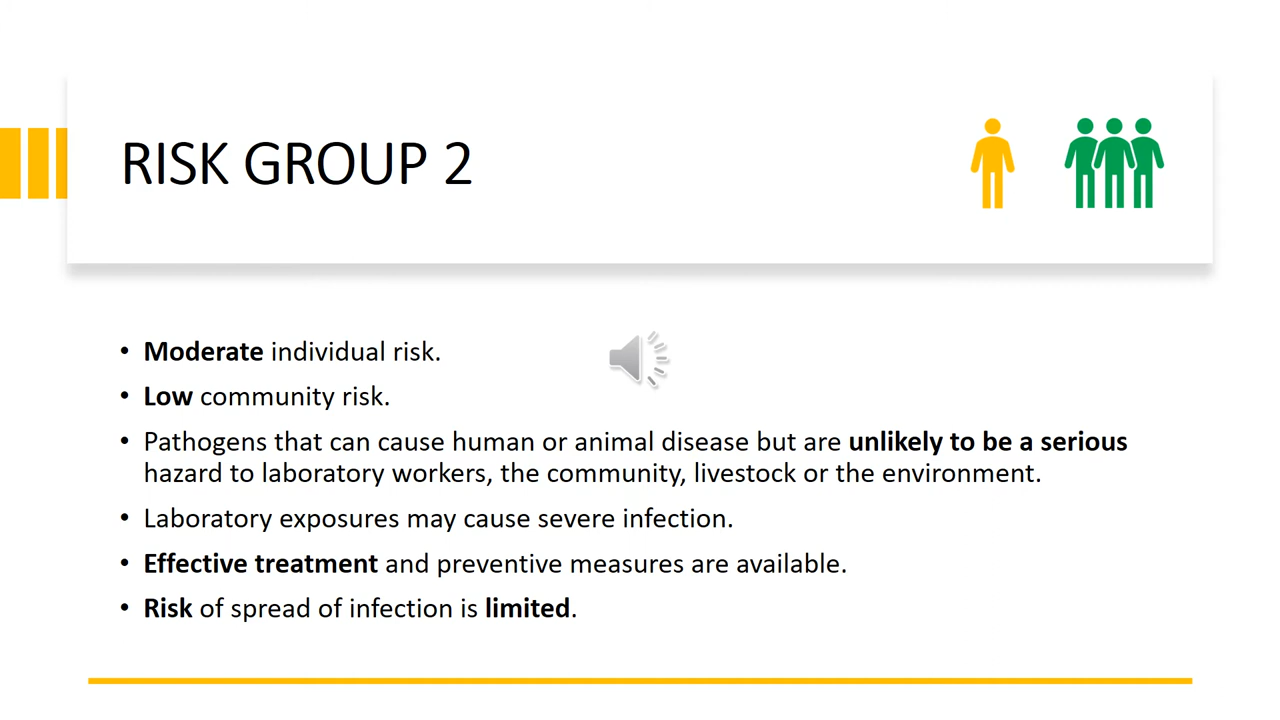 RISK GROUP 2
• Moderate individual risk.
• Low community risk.
• Pathogens that can cause human or animal disease but are unlikely to be a serious
hazard to laboratory workers, the community, livestock or the environment.
• Laboratory exposures may cause severe infection.
• Effective treatment and preventive measures are available.
• Risk of spread of infection is limited.